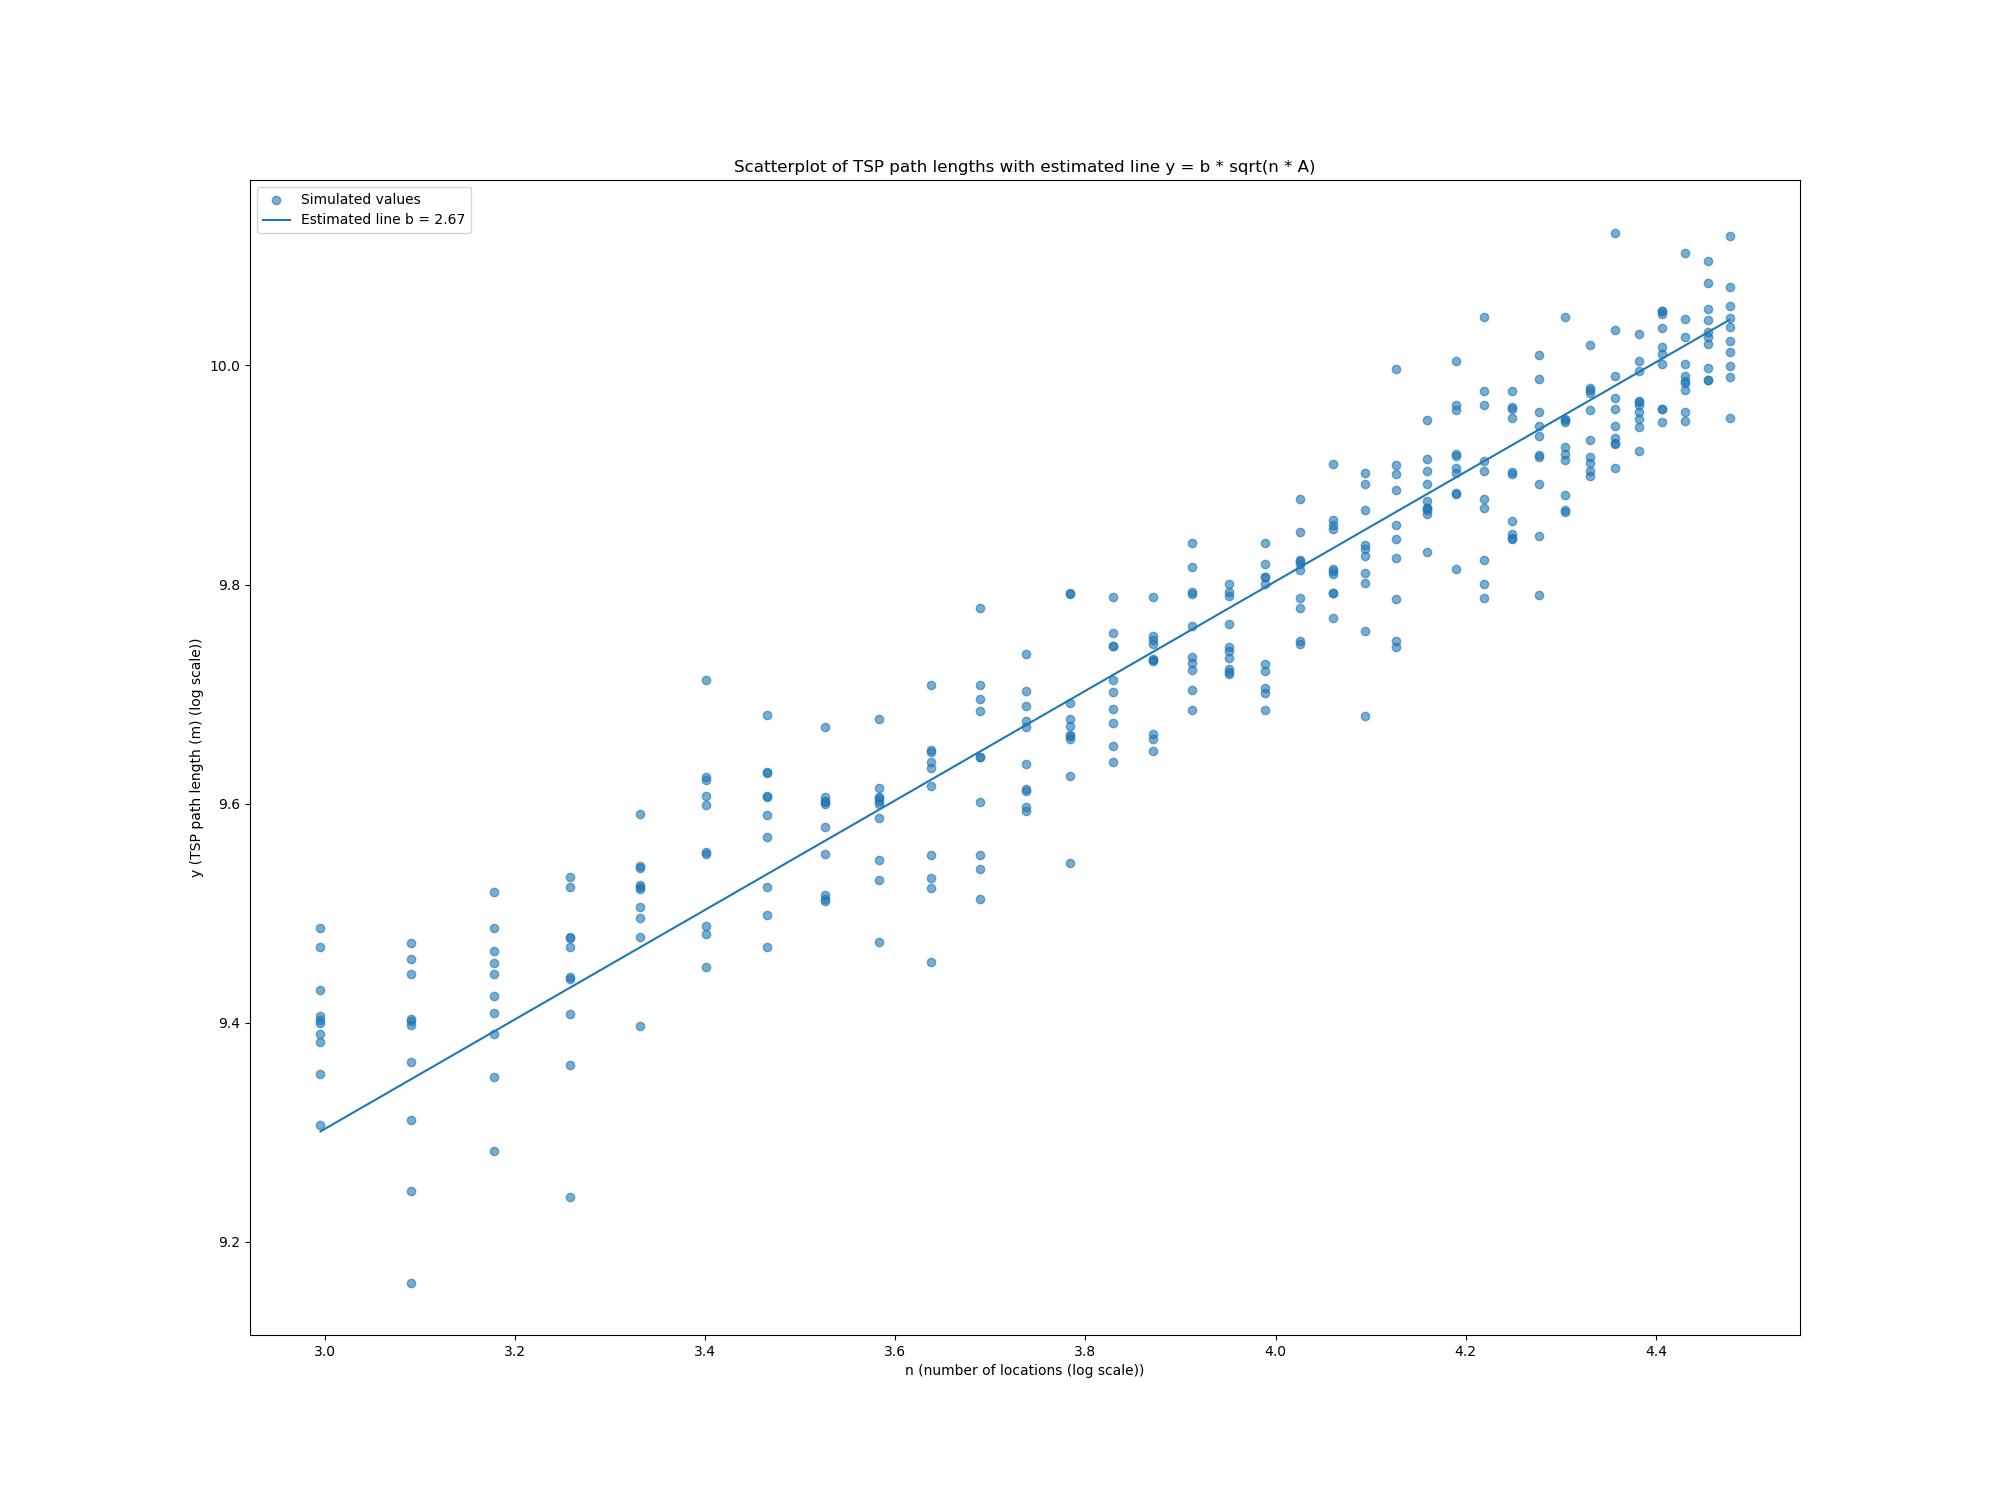 Scatterplot of TSP path lengths with estimated line y = b * sqrt(n * A)
Simulated values
Estimated line b = 2.67
10.0
9.8
9.6
9.4
9.2
y (TSP path length (m) (log scale))
3.0 3.2 3.4 3.6 3.8 4.0 4.2 4.4
n (number of locations (log scale))